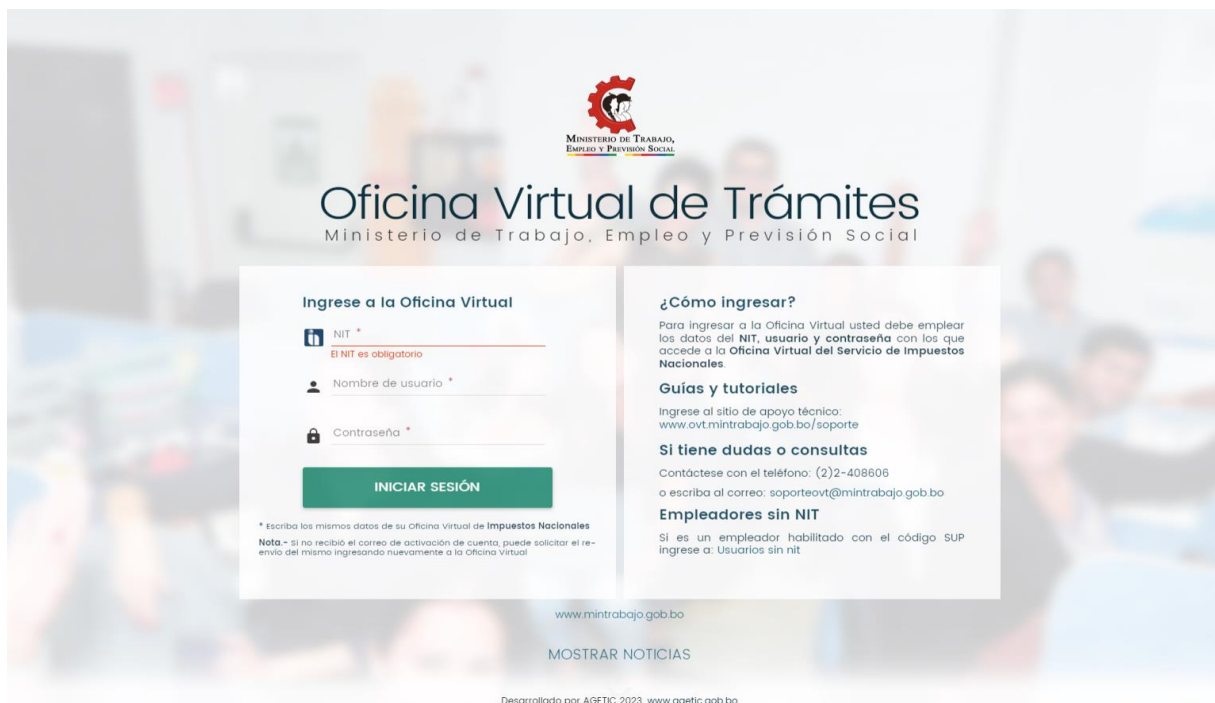 MINISTERIO DE TRABAJO,
EMPLEO Y PREVISIÓN SOCIAL
Oficina Virtual de Trámites
Ministerio de Trabajo, Empleo y Previsión Social
Ingrese a la Oficina Virtual
NIT *
El NIT es obligatorio
Nombre de usuario *
Contraseña *
INICIAR SESIÓN
* Escriba los mismos datos de su Oficina Virtual de Impuestos Nacionales
Nota.- Si no recibió el correo de activación de cuenta, puede solicitar el re-
envío del mismo ingresando nuevamente a la Oficina Virtual
¿Cómo ingresar?
Para ingresar a la Oficina Virtual usted debe emplear
los datos del NIT, usuario y contraseña con los que
accede a la Oficina Virtual del Servicio de Impuestos
Nacionales.
Guías y tutoriales
Ingrese al sitio de apoyo técnico:
www.ovt.mintrabajo.gob.bo/soporte
Si tiene dudas o consultas
Contáctese con el teléfono: (2)2-408606
o escriba al correo: soporteovt@mintrabajo.gob.bo
Empleadores sin NIT
Si es un empleador habilitado con el código SUP
ingrese a: Usuarios sin nit
www.mintrabajo.gob.bo
MOSTRAR NOTICIAS
Desarrollado por AGETIC 2023, www.agetic.gob.bo